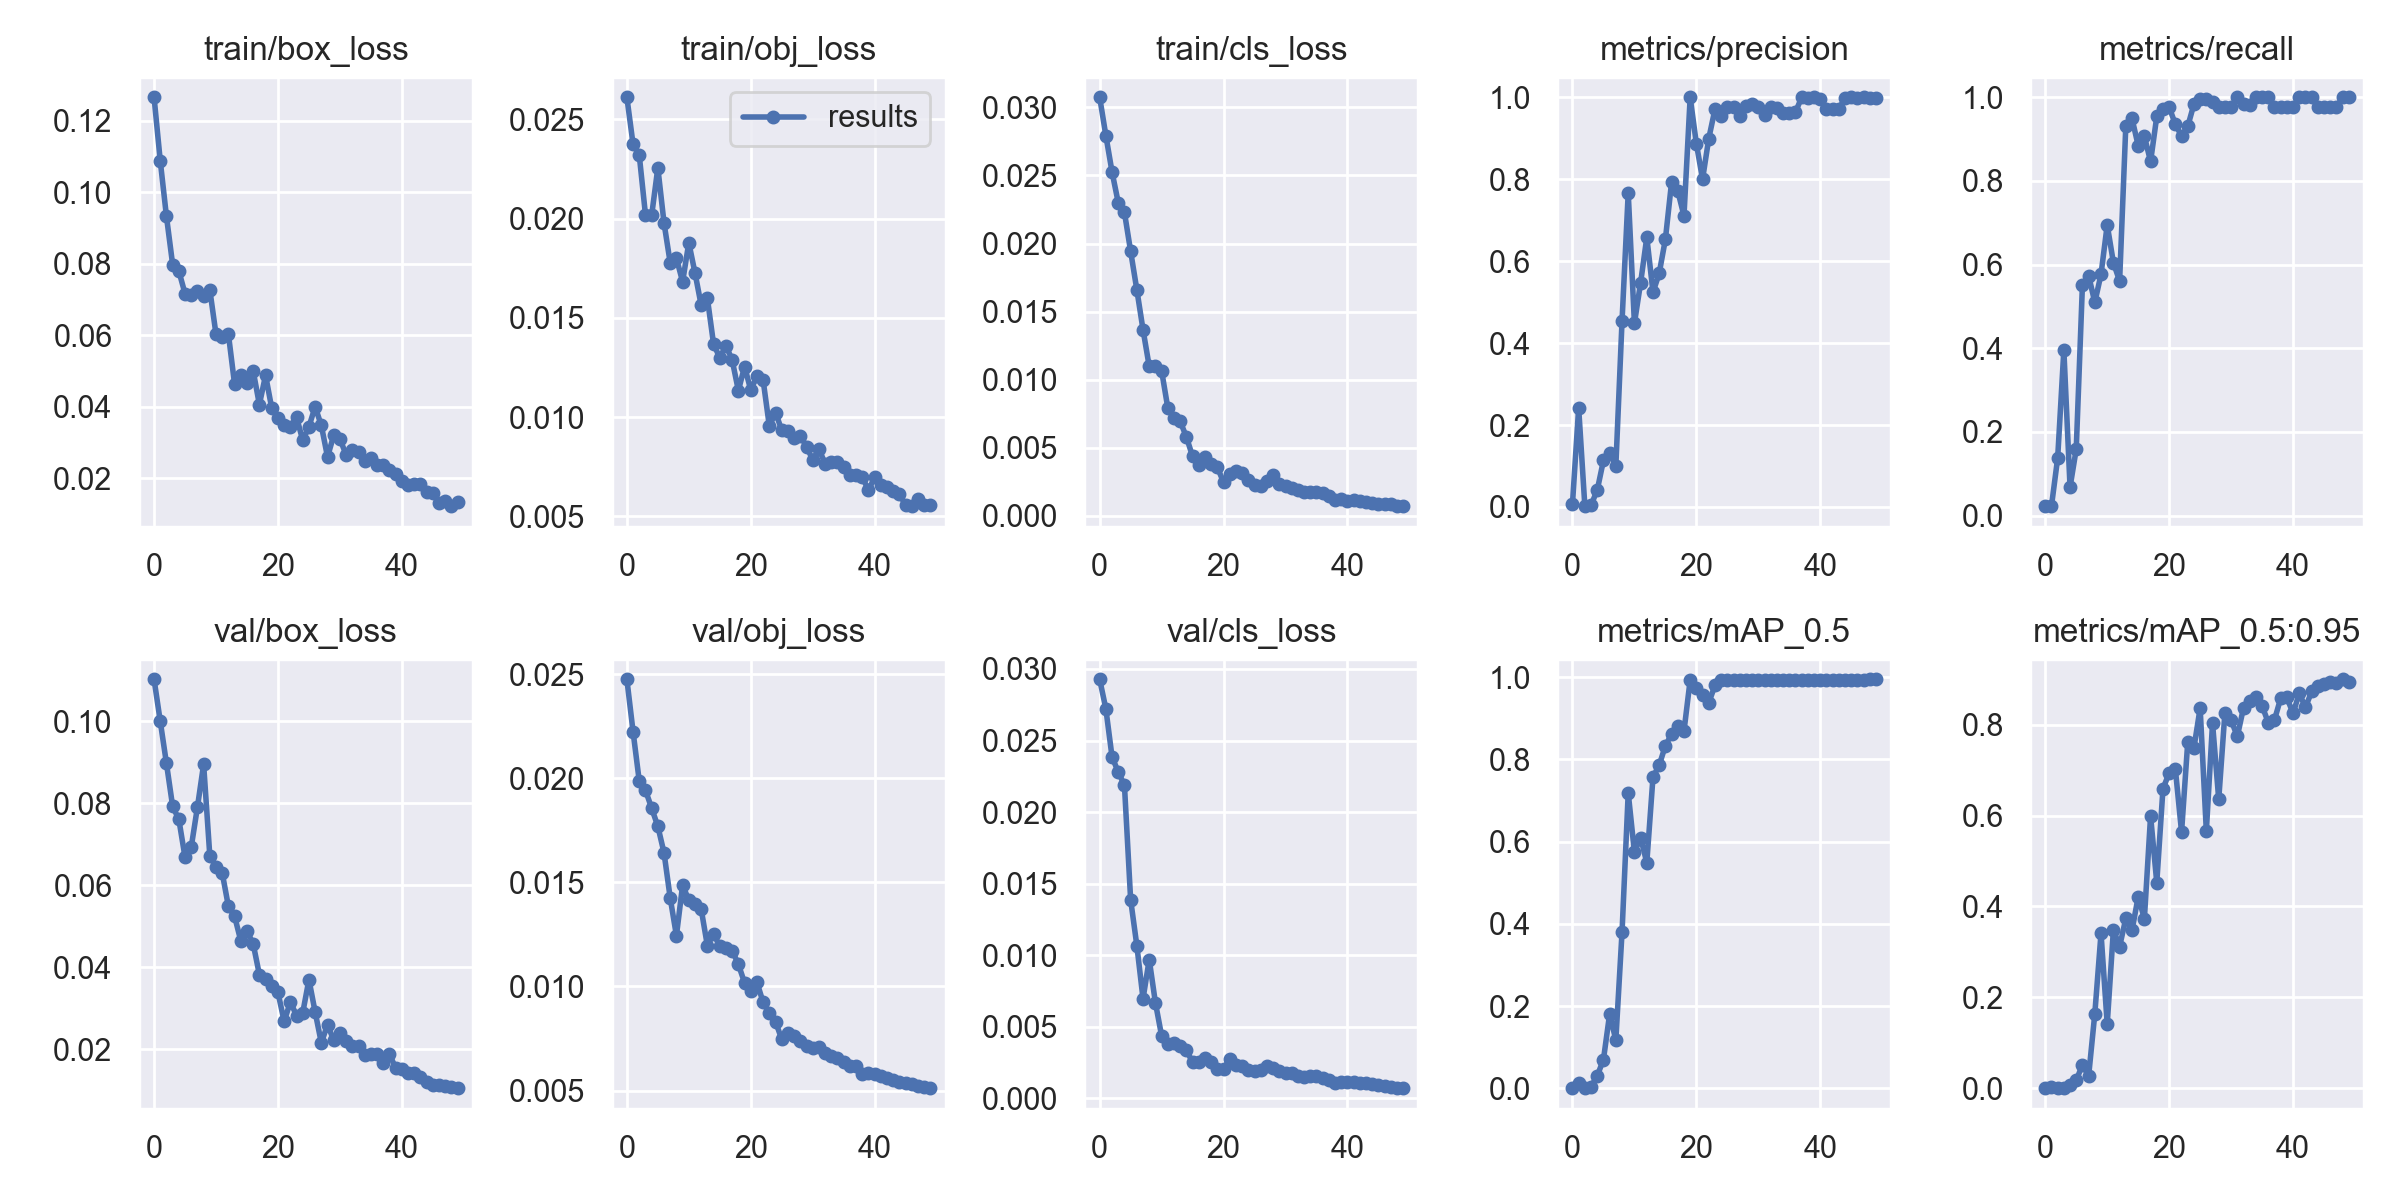 train/box_loss
0.12
0.10
0.08
0.06
0.04
0.02
0 20 40
train/obj_loss
results
0.025
0.020
0.015
0.010
0.005
0 20 40
train/cls_loss
0.030
0.025
0.020
0.015
0.010
0.005
0.000
0 20 40
metrics/precision
1.0
0.8
0.6
0.4
0.2
0.0
0 20 40
metrics/recall
1.0
0.8
0.6
0.4
0.2
0.0
0 20 40
val/box_loss
0.10
0.08
0.06
0.04
0.02
0 20 40
val/obj_loss
0.025
0.020
0.015
0.010
0.005
0 20 40
val/cls_loss
0.030
0.025
0.020
0.015
0.010
0.005
0.000
0 20 40
metrics/mAP_0.5
1.0
0.8
0.6
0.4
0.2
0.0
0 20 40
metrics/mAP_0.5:0.95
0.8
0.6
0.4
0.2
0.0
0 20 40